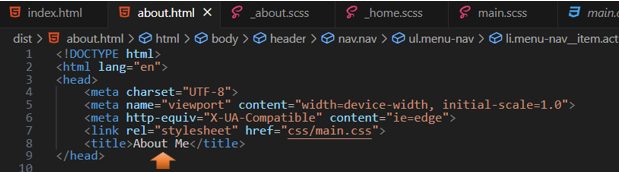 index.html about.html × _about.scss _home.scss main.scss main.c
dist > about.html > html > body > header > nav.nav > ul.menu-nav > li.menu-nav__item.act
1 <!DOCTYPE html>
2 <html lang="en">
3 <head>
4 <meta charset="UTF-8">
5 <meta name="viewport" content="width=device-width, initial-scale=1.0">
6 <meta http-equiv="X-UA-Compatible" content="ie=edge">
7 <link rel="stylesheet" href="css/main.css">
8 <title>About Me</title>
9 </head>
10